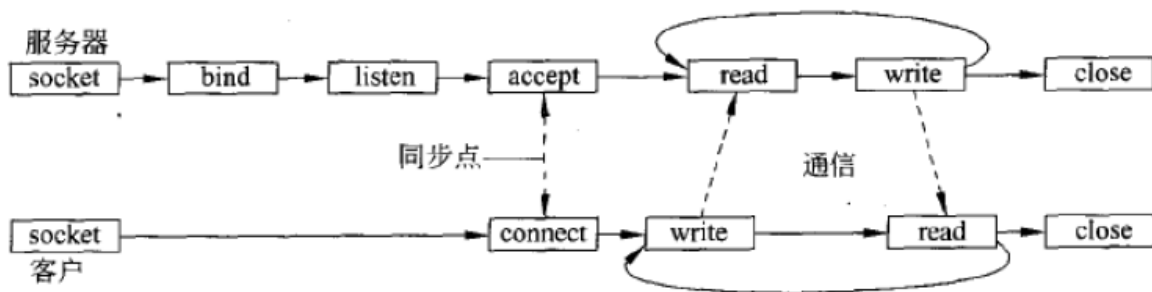 服务器
socket bind listen accept read write close
同步点 通信
socket connect write read close
客户